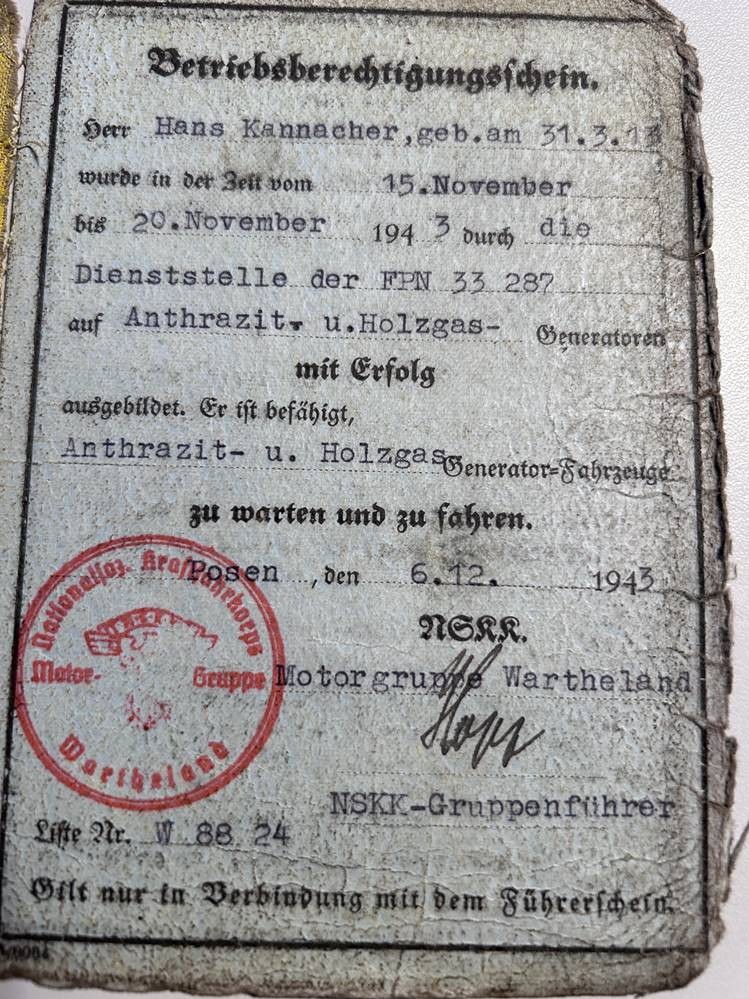 Betriebsberechtigungsschein.
Herr Hans Kannacher, geb. am 31.3.13
wurde in der Zeit vom 15. November
bis 20. November 1943 durch die
Dienststelle der FPN 33 287
auf Anthrazit- u. Holzgas- Generatoren
mit Erfolg
ausgebildet. Er ist befähigt,
Anthrazit- u. Holzgas Generator-Fahrzeuge
zu warten und zu fahren.
Posen, den 6.12. 1943
NSKK.
Motorgruppe Wartheland
NSKK-Gruppenführer
Nationalsoz. Kraftfahrkorps
Motor- Gruppe
Wartheland
Liste Nr. W 88 24
Gilt nur in Verbindung mit dem Führerschein.